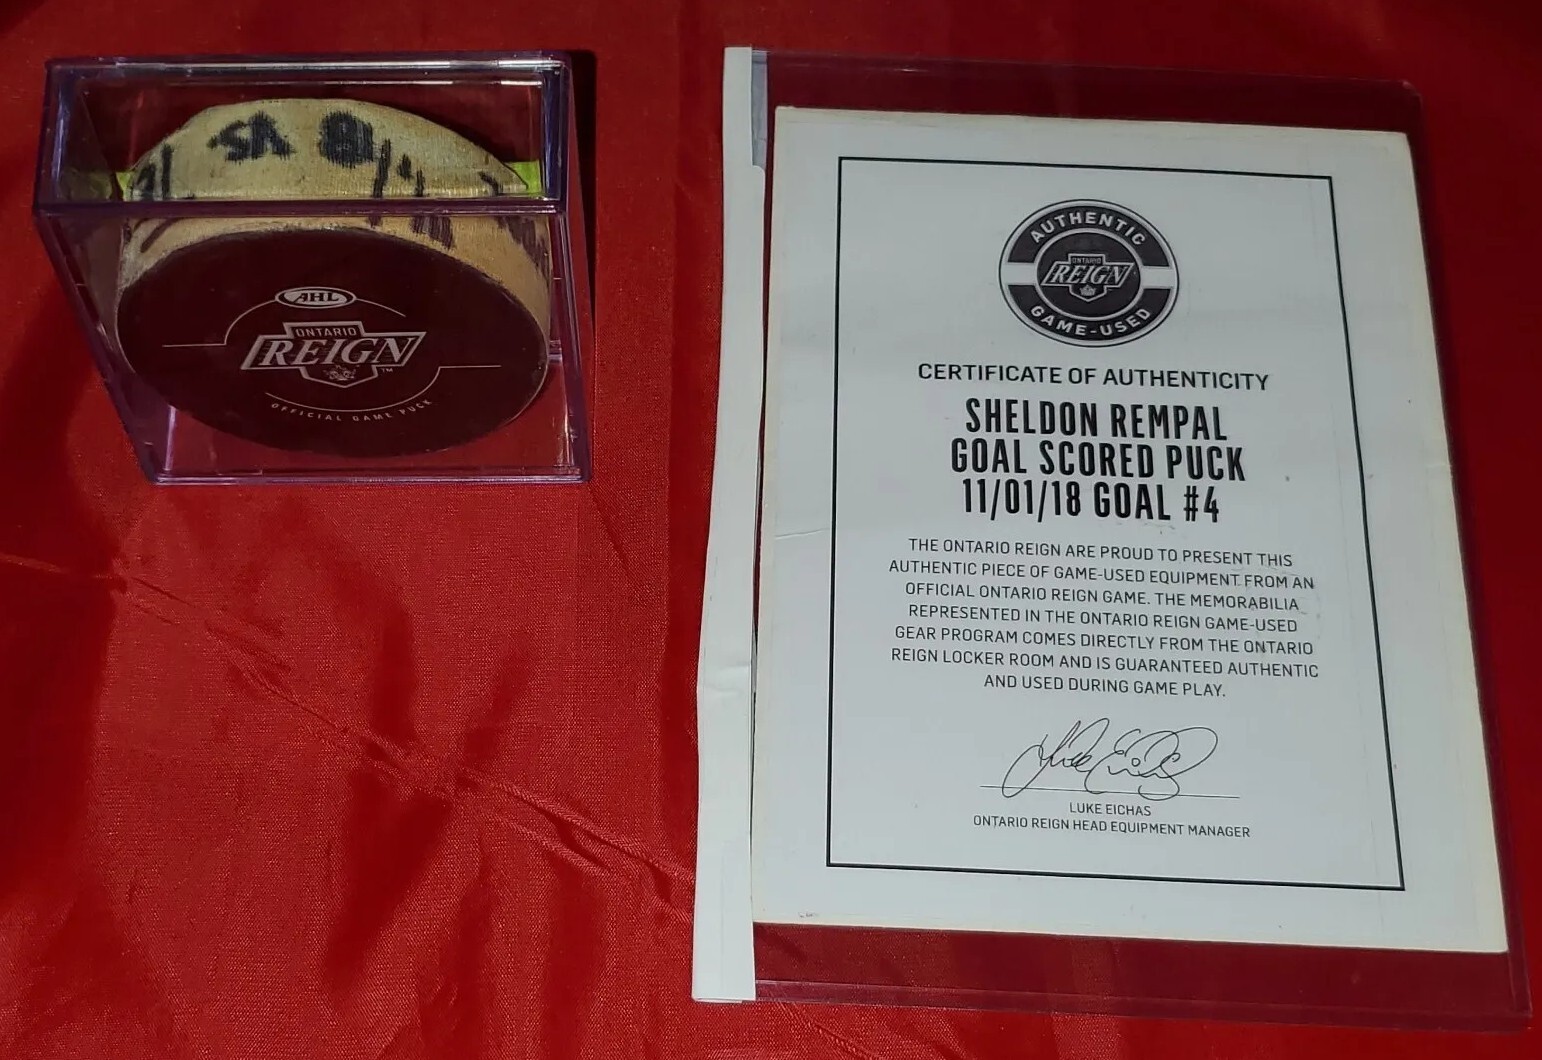 AHL
ONTARIO
REIGN
™
OFFICIAL GAME PUCK
AUTHENTIC
ONTARIO
REIGN
GAME-USED
CERTIFICATE OF AUTHENTICITY
SHELDON REMPAL
GOAL SCORED PUCK
11/01/18 GOAL #4
THE ONTARIO REIGN ARE PROUD TO PRESENT THIS
AUTHENTIC PIECE OF GAME-USED EQUIPMENT FROM AN
OFFICIAL ONTARIO REIGN GAME. THE MEMORABILIA
REPRESENTED IN THE ONTARIO REIGN GAME-USED
GEAR PROGRAM COMES DIRECTLY FROM THE ONTARIO
REIGN LOCKER ROOM AND IS GUARANTEED AUTHENTIC
AND USED DURING GAME PLAY.
LUKE EICHAS
ONTARIO REIGN HEAD EQUIPMENT MANAGER